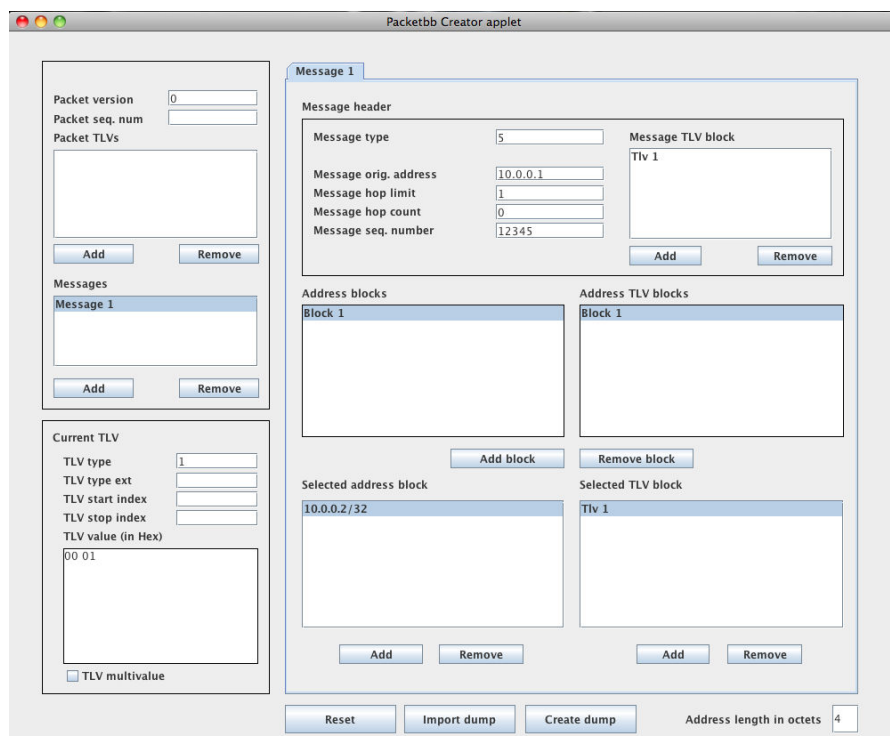 Packetbb Creator applet
Packet version 0
Packet seq. num
Packet TLVs
Add Remove
Messages
Message 1
Add Remove
Current TLV
TLV type 1
TLV type ext
TLV start index
TLV stop index
TLV value (in Hex)
00 01
TLV multivalue
Message 1
Message header
Message type 5
Message orig. address 10.0.0.1
Message hop limit 1
Message hop count 0
Message seq. number 12345
Message TLV block
Tlv 1
Add Remove
Address blocks
Block 1
Address TLV blocks
Block 1
Add block Remove block
Selected address block
10.0.0.2/32
Add Remove
Selected TLV block
Tlv 1
Add Remove
Reset Import dump Create dump Address length in octets 4